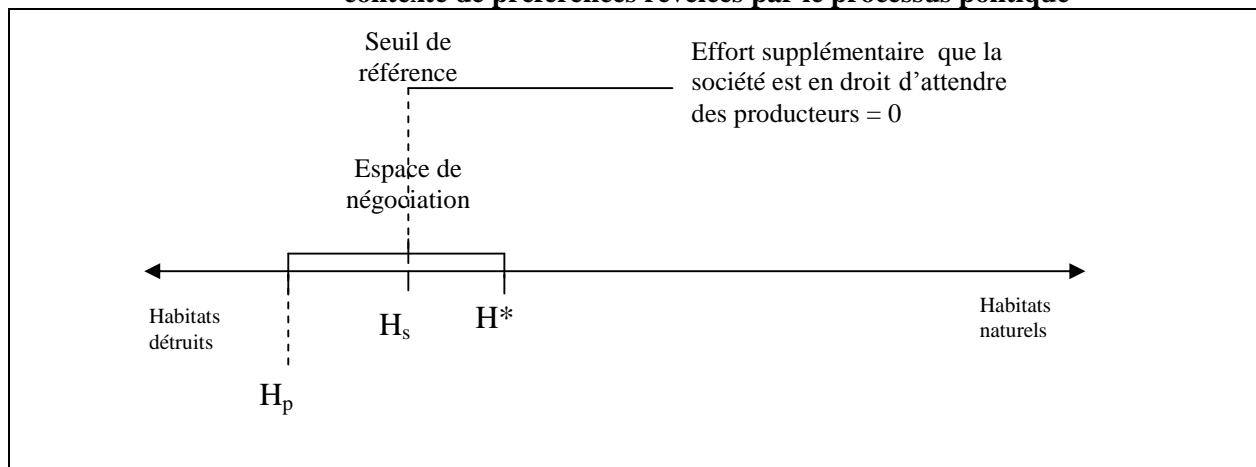 contexte de préférences révélées par le processus politique
Seuil de
référence
Effort supplémentaire que la
société est en droit d’attendre
des producteurs = 0
Espace de
négociation
Habitats
détruits
Hs
H*
Habitats
naturels
Hp